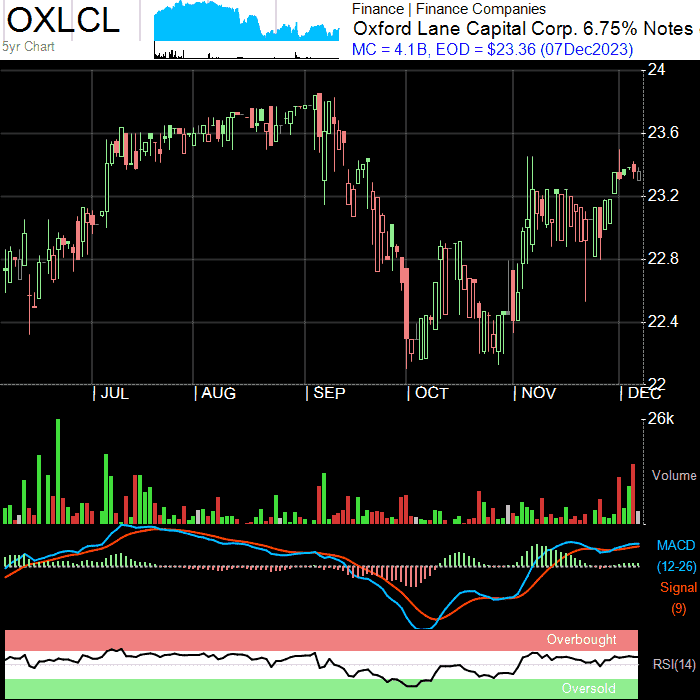 OXLCL
5yr Chart
Finance | Finance Companies
Oxford Lane Capital Corp. 6.75% Notes
MC = 4.1B, EOD = $23.36 (07Dec2023)
24
23.6
23.2
22.8
22.4
22
| JUL | AUG | SEP | OCT | NOV | DEC
26k
Volume
MACD
(12-26)
Signal
(9)
Overbought
RSI(14)
Oversold